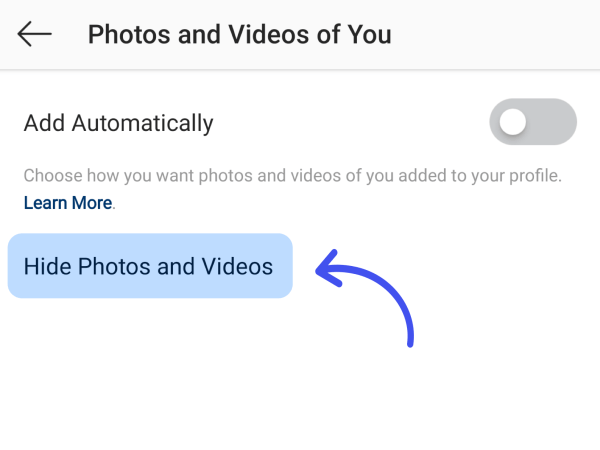 Photos and Videos of You
Add Automatically
Choose how you want photos and videos of you added to your profile.
Learn More.
Hide Photos and Videos